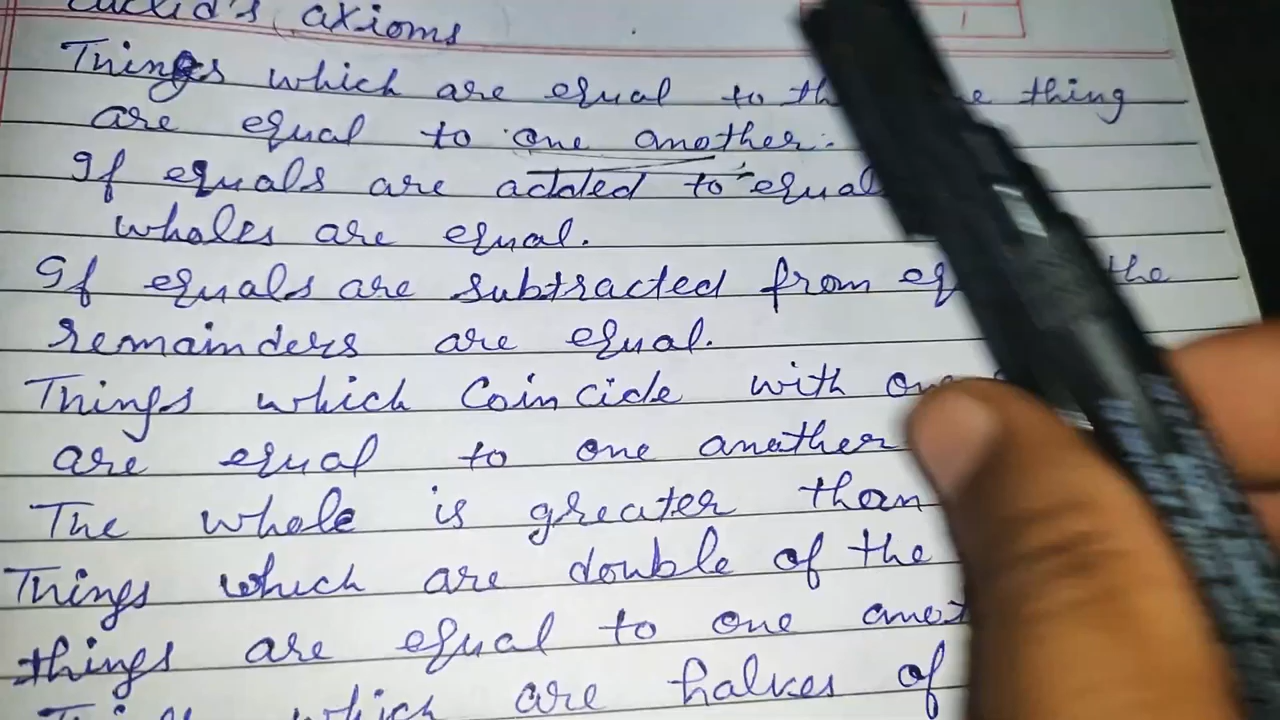 Euclid's axioms
Things which are equal to thing
are equal to one another.
If equals are added to equal
wholes are equal.
If equals are subtracted from the
remainders are equal.
Things which Coincide with one
are equal to one another
The whole is greater than
Things which are double of the
things are equal to one
which are halves of